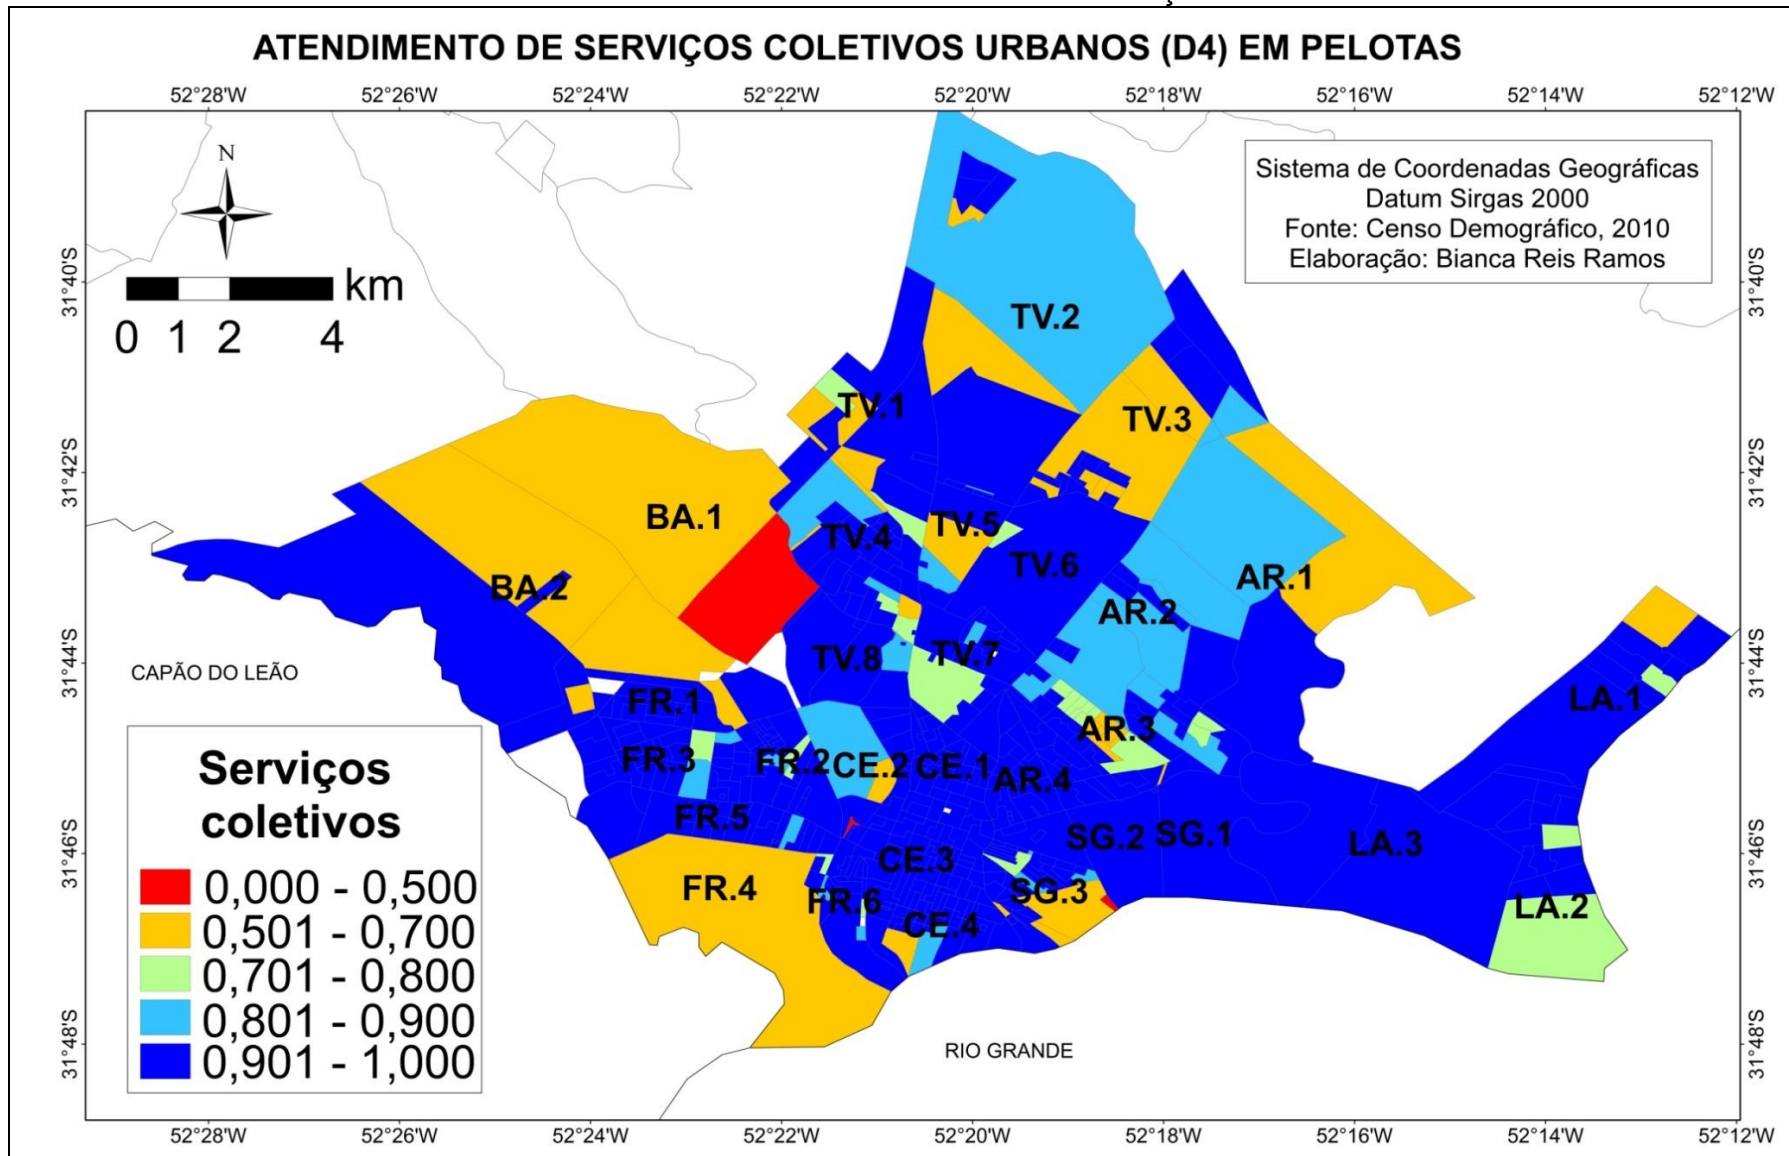 ATENDIMENTO DE SERVIÇOS COLETIVOS URBANOS (D4) EM PELOTAS
52°28'W 52°26'W 52°24'W 52°22'W 52°20'W 52°18'W 52°16'W 52°14'W 52°12'W
N
Sistema de Coordenadas Geográficas
Datum Sirgas 2000
Fonte: Censo Demográfico, 2010
Elaboração: Bianca Reis Ramos
km
0 1 2 4
31°40'S
31°40'S
TV.2
TV.1
TV.3
31°42'S
31°42'S
BA.1
TV.5
TV.4
TV.6
BA.2
AR.1
AR.2
31°44'S
31°44'S
CAPÃO DO LEÃO
TV.8
TV.7
FR.1
LA.1
AR.3
FR.3
FR.2
CE.2
CE.1
AR.4
FR.5
SG.2
SG.1
LA.3
31°46'S
31°46'S
CE.3
FR.4
FR.6
SG.3
LA.2
CE.4
31°48'S
31°48'S
RIO GRANDE
Serviços
coletivos
0,000 - 0,500
0,501 - 0,700
0,701 - 0,800
0,801 - 0,900
0,901 - 1,000
52°28'W 52°26'W 52°24'W 52°22'W 52°20'W 52°18'W 52°16'W 52°14'W 52°12'W